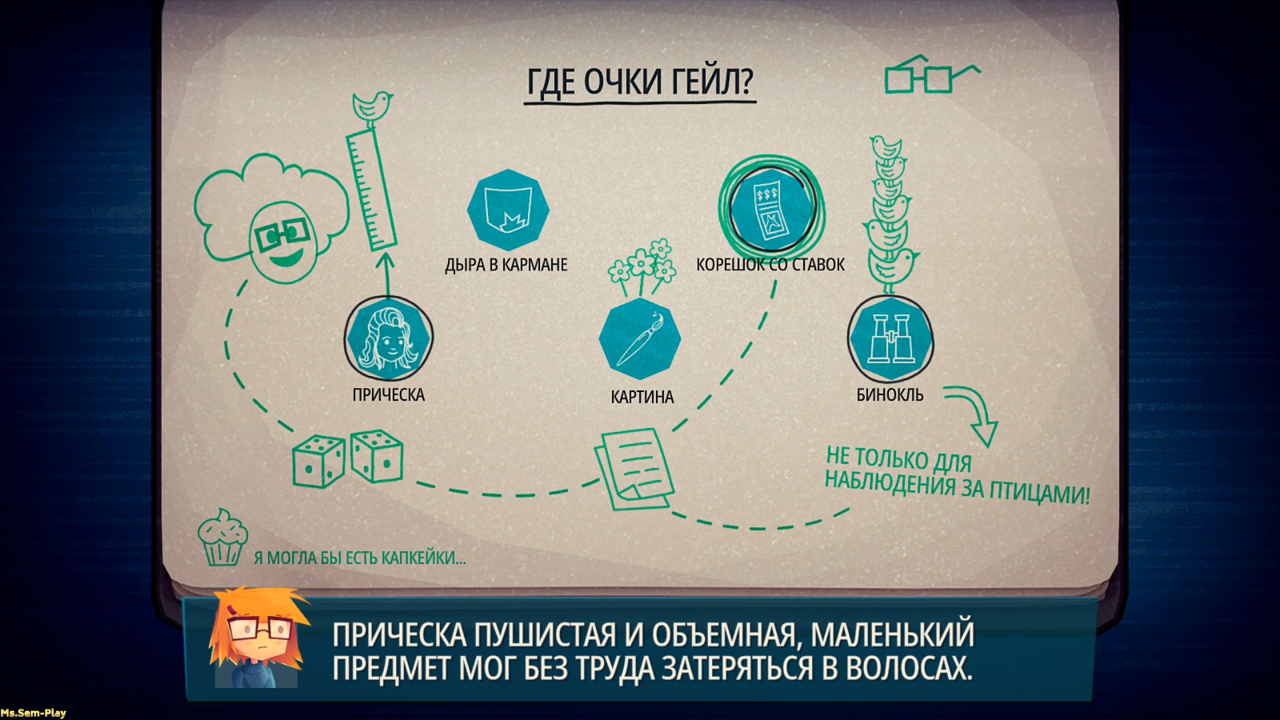 ГДЕ ОЧКИ ГЕЙЛ?
$$$
ДЫРА В КАРМАНЕ
КОРЕШОК СО СТАВОК
ПРИЧЕСКА
КАРТИНА
БИНОКЛЬ
НЕ ТОЛЬКО ДЛЯ
НАБЛЮДЕНИЯ ЗА ПТИЦАМИ!
Я МОГЛА БЫ ЕСТЬ КАПКЕЙКИ...
ПРИЧЕСКА ПУШИСТАЯ И ОБЪЕМНАЯ, МАЛЕНЬКИЙ
ПРЕДМЕТ МОГ БЕЗ ТРУДА ЗАТЕРЯТЬСЯ В ВОЛОСАХ.
Ms.Sem-Play